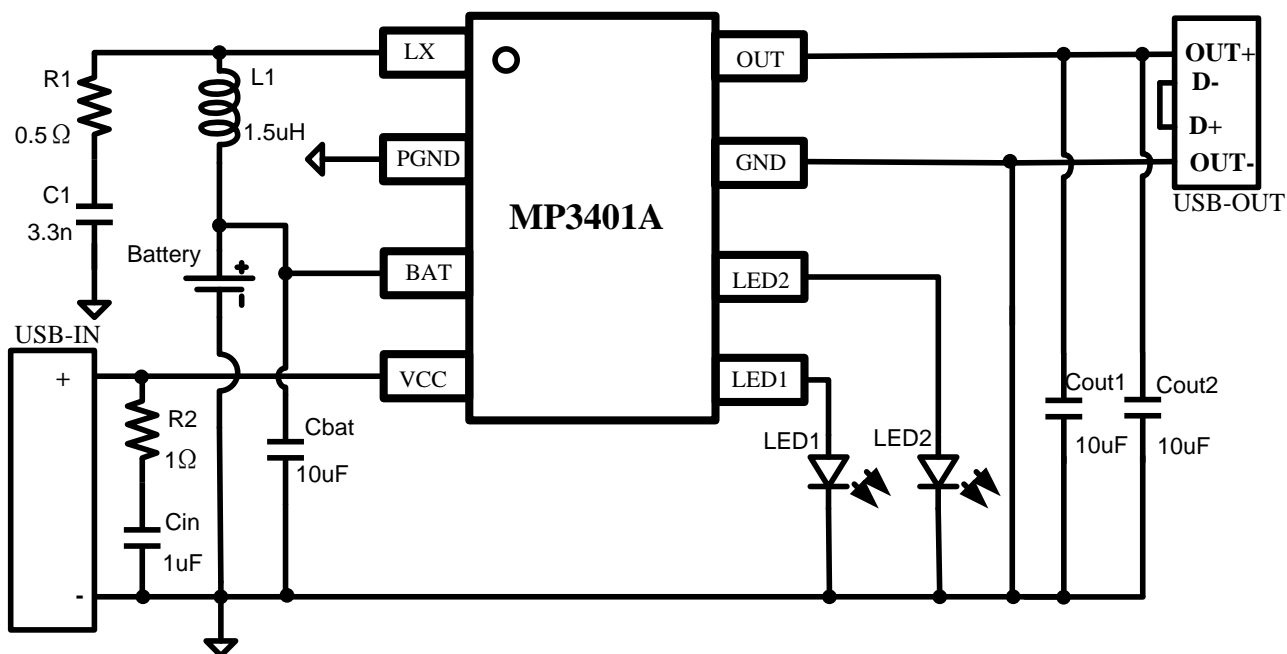 LX
OUT
OUT+
D-
R1
L1
0.5Ω
1.5uH
D+
PGND
GND
OUT-
C1
MP3401A
USB-OUT
3.3n
Battery
+
-
BAT
LED2
USB-IN
+
VCC
LED1
R2
Cbat
Cout1
Cout2
1Ω
10uF
LED1
LED2
10uF
10uF
Cin
1uF
-